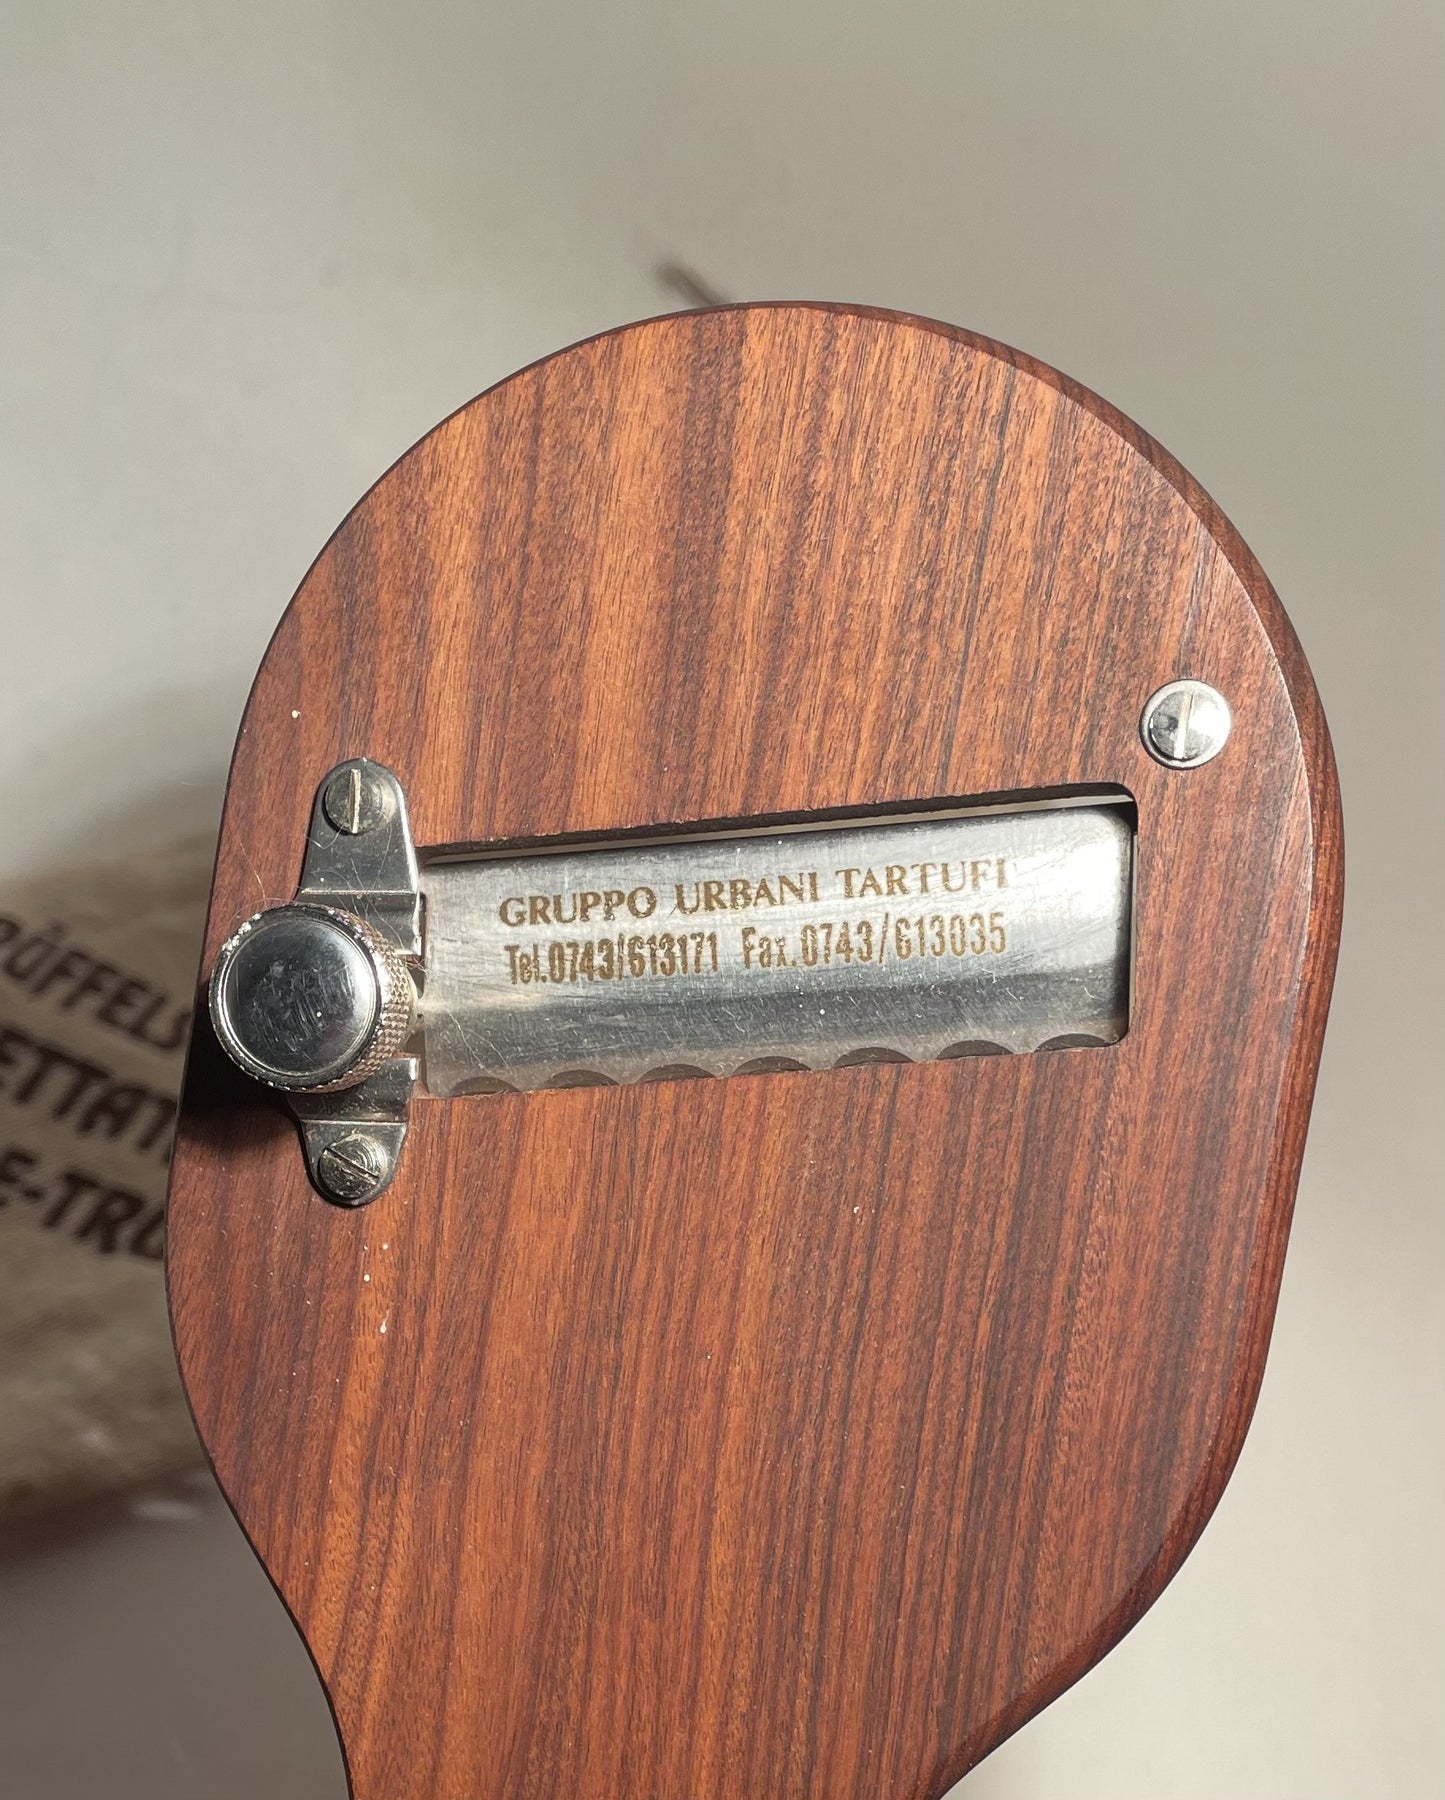 GRUPPO URBANI TARTUFI
Tel.0743/613171 Fax.0743/613035